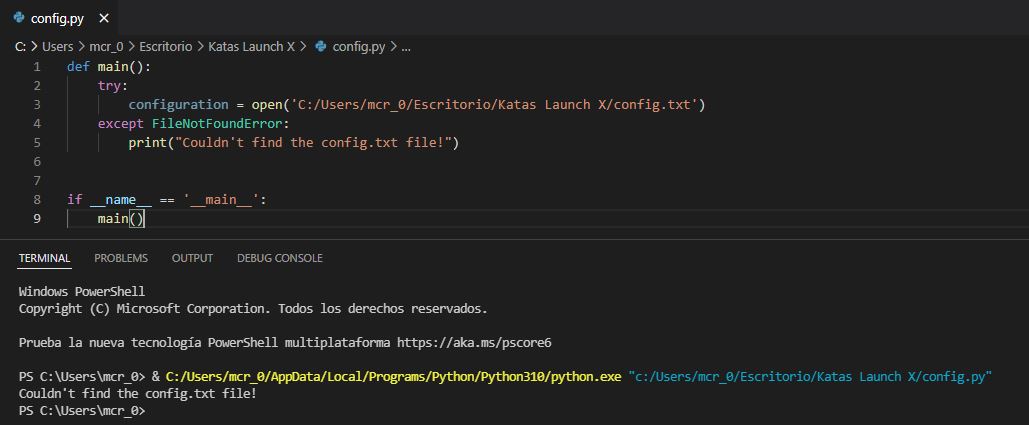 config.py ×
C: > Users > mcr_0 > Escritorio > Katas Launch X > config.py > ...
1 def main():
2     try:
3         configuration = open('C:/Users/mcr_0/Escritorio/Katas Launch X/config.txt')
4     except FileNotFoundError:
5         print("Couldn't find the config.txt file!")
6
7
8 if __name__ == '__main__':
9     main()
TERMINAL PROBLEMS OUTPUT DEBUG CONSOLE
Windows PowerShell
Copyright (C) Microsoft Corporation. Todos los derechos reservados.
Prueba la nueva tecnología PowerShell multiplataforma https://aka.ms/pscore6
PS C:\Users\mcr_0> & C:/Users/mcr_0/AppData/Local/Programs/Python/Python310/python.exe "c:/Users/mcr_0/Escritorio/Katas Launch X/config.py"
Couldn't find the config.txt file!
PS C:\Users\mcr_0>